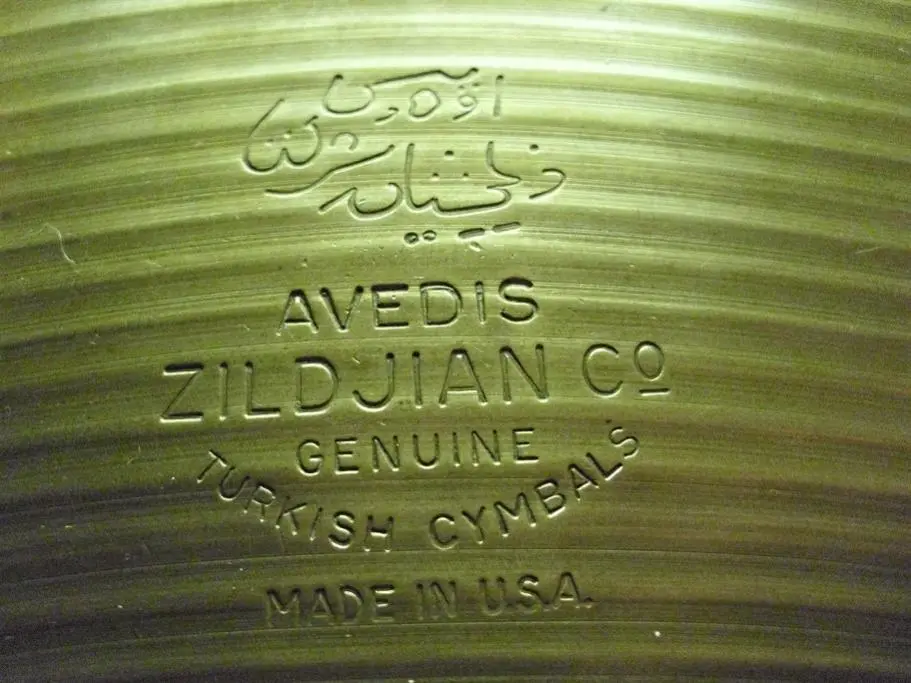 AVEDIS
ZILDJIAN Co
GENUINE
TURKISH CYMBALS
MADE IN U.S.A.